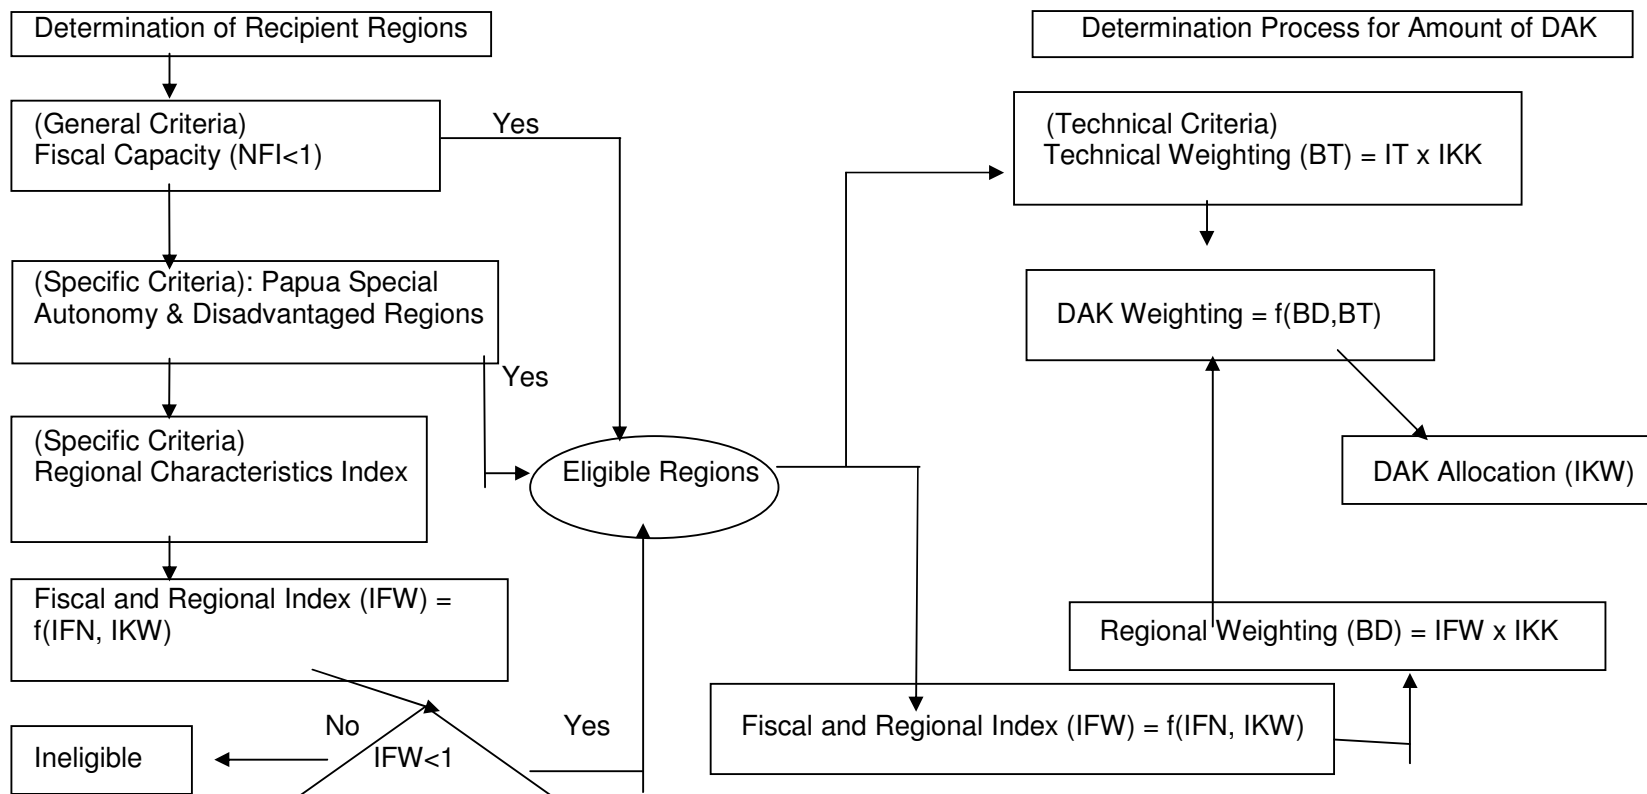 Determination of Recipient Regions
(General Criteria)
Fiscal Capacity (NFI<1)
Yes
(Specific Criteria): Papua Special
Autonomy & Disadvantaged Regions
Yes
(Specific Criteria)
Regional Characteristics Index
Fiscal and Regional Index (IFW) =
f(IFN, IKW)
No
Yes
IFW<1
Ineligible
Eligible Regions
Determination Process for Amount of DAK
(Technical Criteria)
Technical Weighting (BT) = IT x IKK
DAK Weighting = f(BD,BT)
DAK Allocation (IKW)
Regional Weighting (BD) = IFW x IKK
Fiscal and Regional Index (IFW) = f(IFN, IKW)